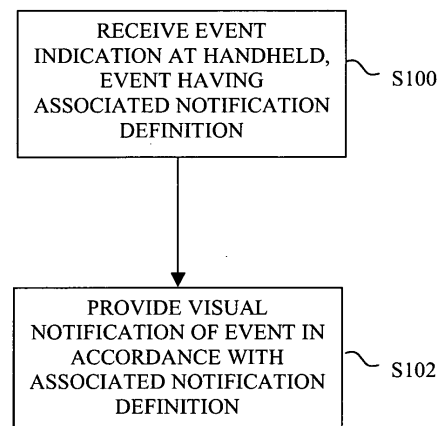 RECEIVE EVENT
INDICATION AT HANDHELD,
EVENT HAVING
ASSOCIATED NOTIFICATION
DEFINITION
S100
PROVIDE VISUAL
NOTIFICATION OF EVENT IN
ACCORDANCE WITH
ASSOCIATED NOTIFICATION
DEFINITION
S102